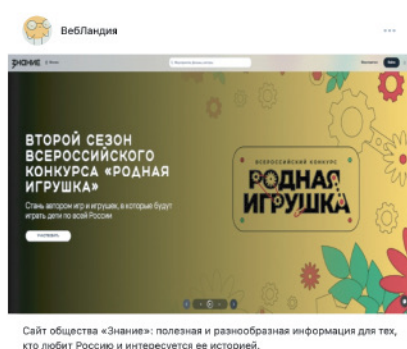 ВебЛандия
ЗНАНИЕ
ВТОРОЙ СЕЗОН
ВСЕРОССИЙСКОГО
КОНКУРСА «РОДНАЯ
ИГРУШКА»
Стань автором игр и игрушек, в которые будут
играть дети по всей России
ВСЕРОССИЙСКИЙ КОНКУРС
РОДНАЯ
ИГРУШКА
Сайт общества «Знание»: полезная и разнообразная информация для тех,
кто любит Россию и интересуется ее историей.